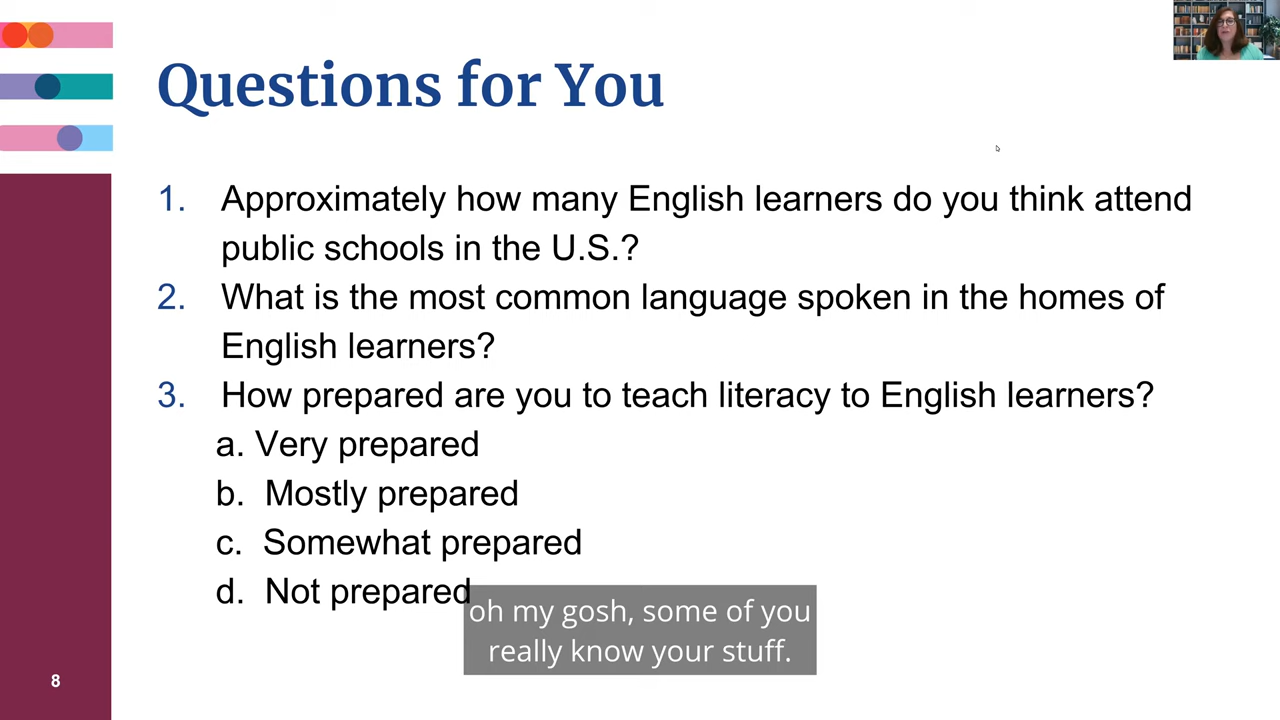 Questions for You
1. Approximately how many English learners do you think attend
public schools in the U.S.?
2. What is the most common language spoken in the homes of
English learners?
3. How prepared are you to teach literacy to English learners?
a. Very prepared
b. Mostly prepared
c. Somewhat prepared
d. Not prepared
oh my gosh, some of you
really know your stuff.
8